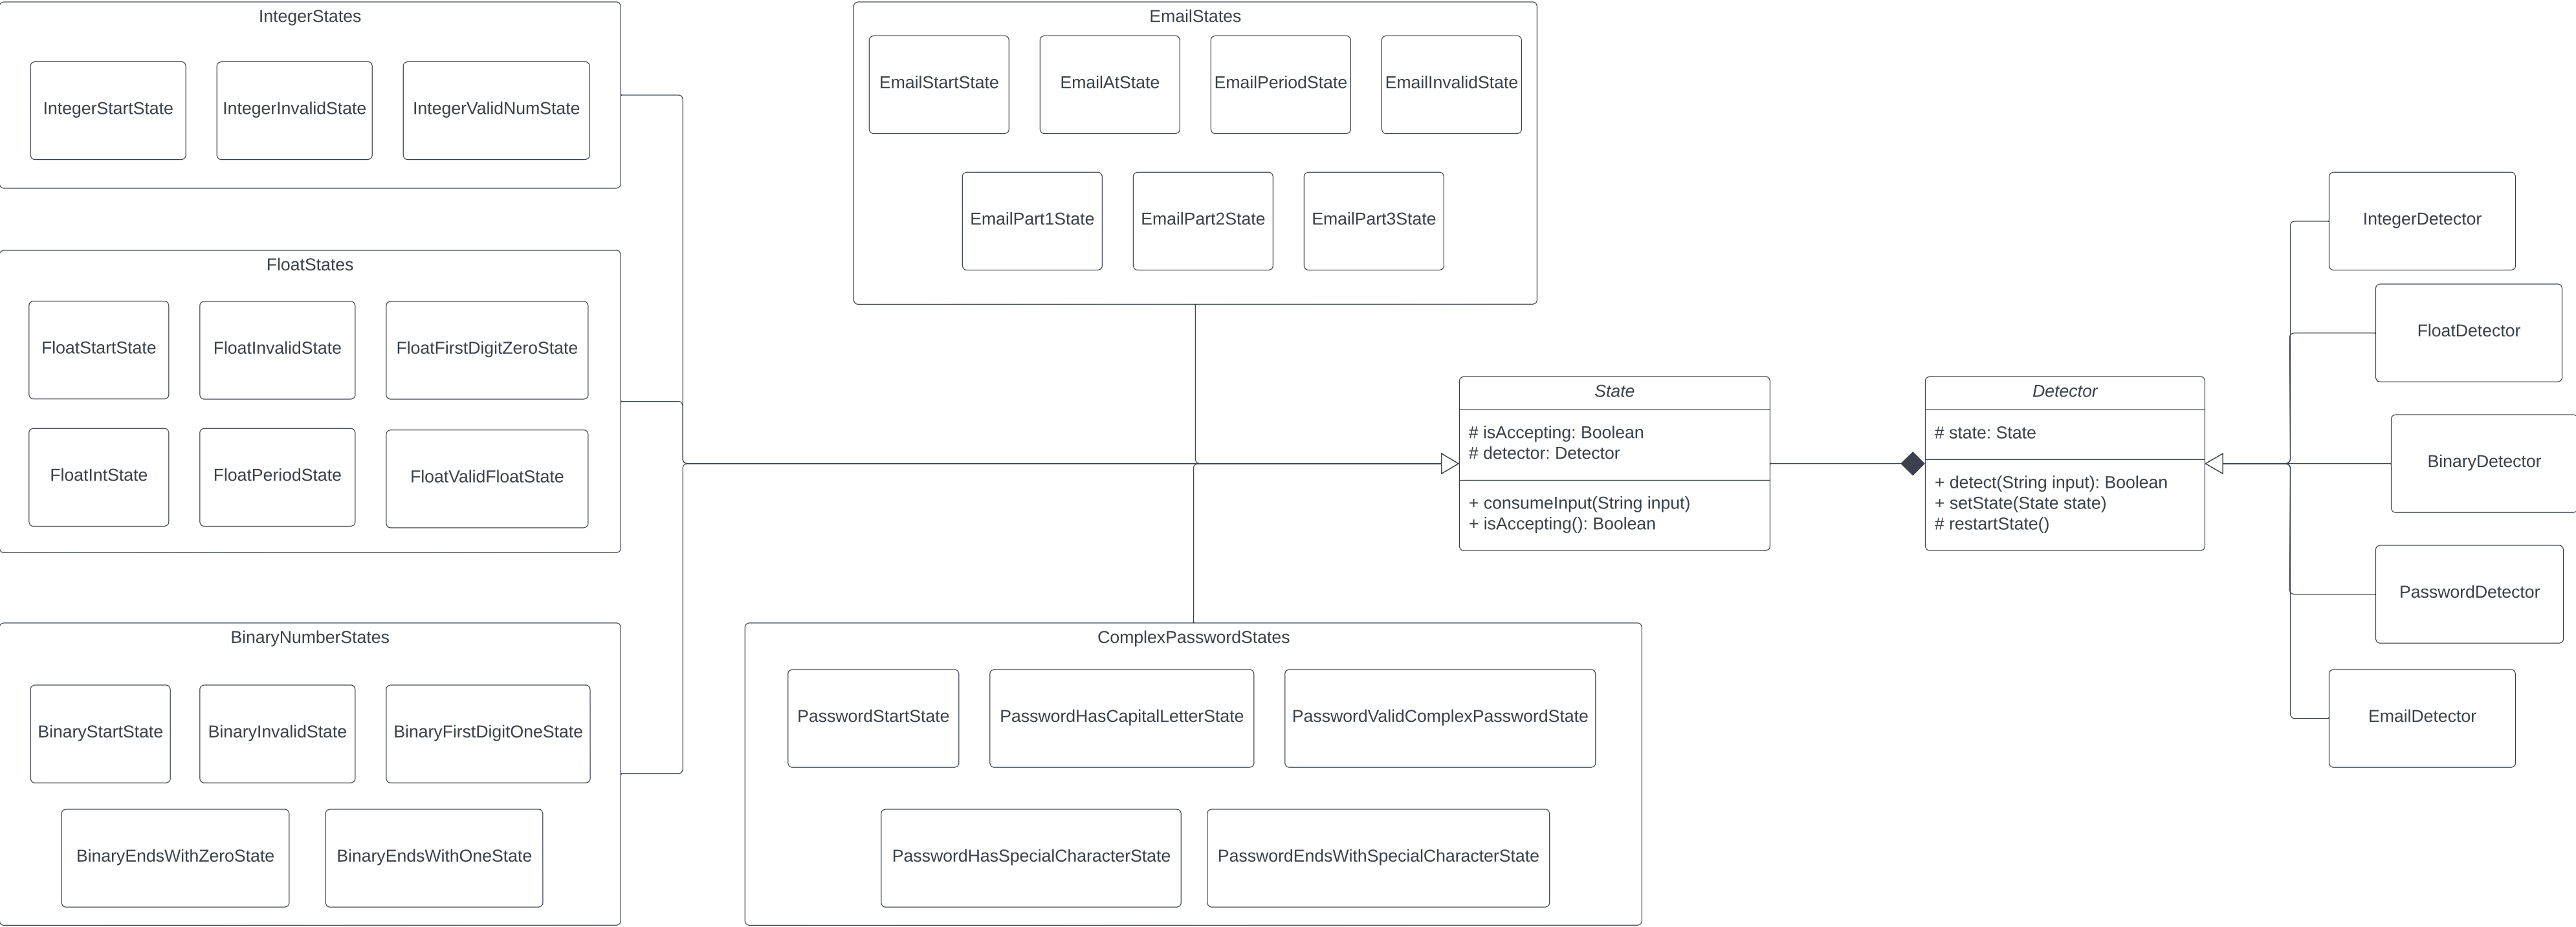 IntegerStates
IntegerStartState
IntegerInvalidState
IntegerValidNumState
FloatStates
FloatStartState
FloatInvalidState
FloatFirstDigitZeroState
FloatIntState
FloatPeriodState
FloatValidFloatState
BinaryNumberStates
BinaryStartState
BinaryInvalidState
BinaryFirstDigitOneState
BinaryEndsWithZeroState
BinaryEndsWithOneState
EmailStates
EmailStartState
EmailAtState
EmailPeriodState
EmailInvalidState
EmailPart1State
EmailPart2State
EmailPart3State
ComplexPasswordStates
PasswordStartState
PasswordHasCapitalLetterState
PasswordValidComplexPasswordState
PasswordHasSpecialCharacterState
PasswordEndsWithSpecialCharacterState
State
# isAccepting: Boolean
# detector: Detector
+ consumeInput(String input)
+ isAccepting(): Boolean
Detector
# state: State
+ detect(String input): Boolean
+ setState(State state)
# restartState()
IntegerDetector
FloatDetector
BinaryDetector
PasswordDetector
EmailDetector